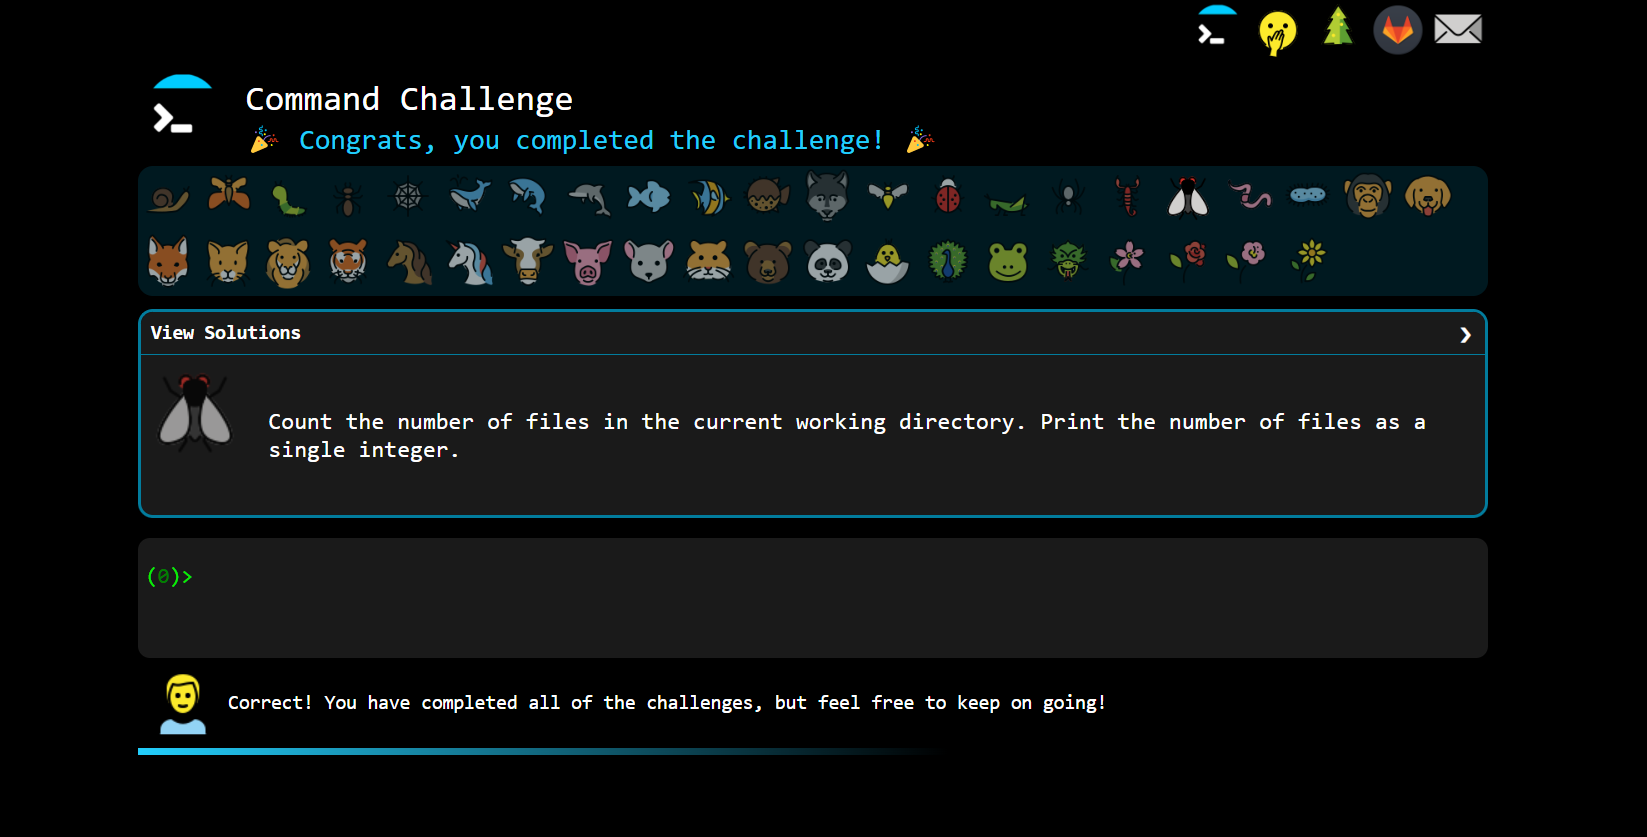 Command Challenge
Congrats, you completed the challenge!
View Solutions
Count the number of files in the current working directory. Print the number of files as a
single integer.
(0)>
Correct! You have completed all of the challenges, but feel free to keep on going!